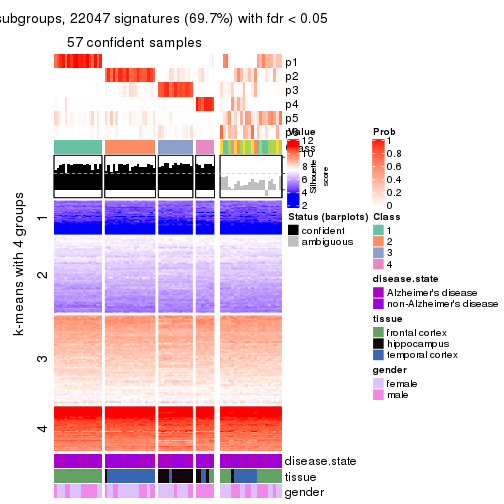 subgroups, 22047 signatures (69.7%) with fdr < 0.05
57 confident samples
p1
p2
p3
p4
p5
k-means with 4 groups
1
2
3
4
Silhouette
score
Value
12
10
8
6
4
2
Status (barplots)
confident
ambiguous
Prob
1
0.8
0.6
0.4
0.2
0
Class
1
2
3
4
disease.state
Alzheimer's disease
non-Alzheimer's disease
tissue
frontal cortex
hippocampus
temporal cortex
gender
female
male
disease.state
tissue
gender